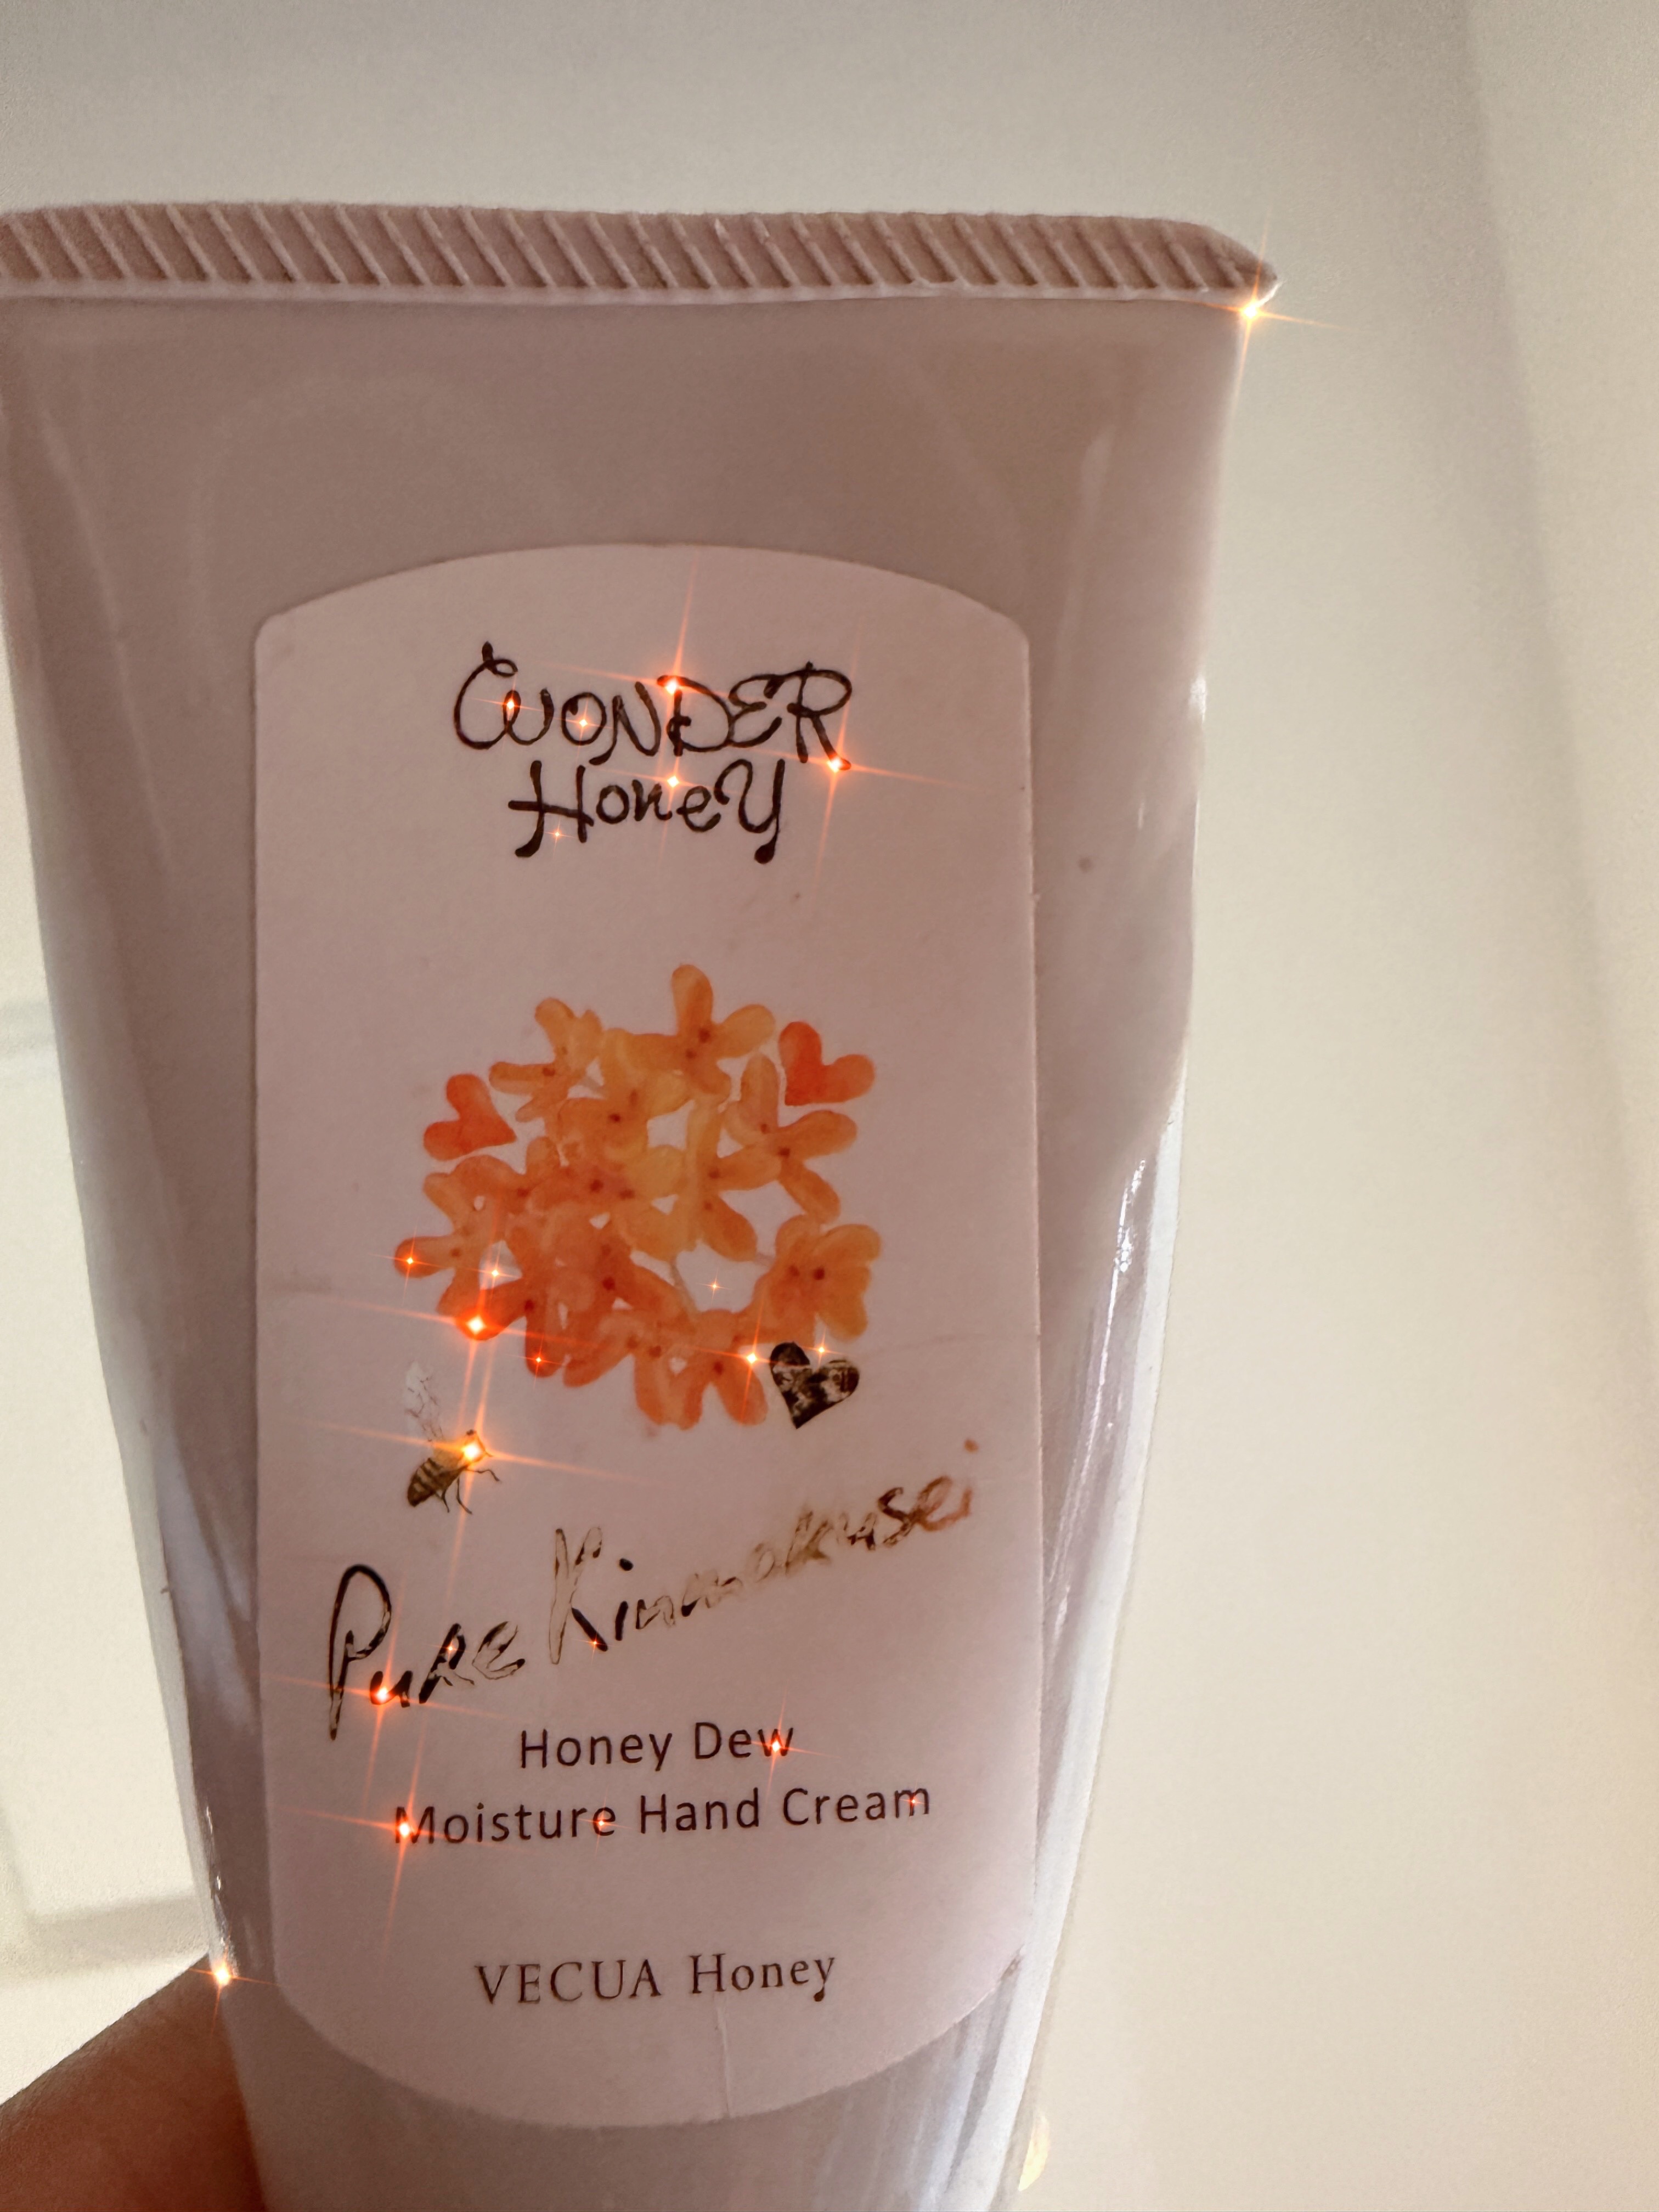 WONDER
HoneY
Pure Kinmokusei
Honey Dew
Moisture Hand Cream
VECUA Honey